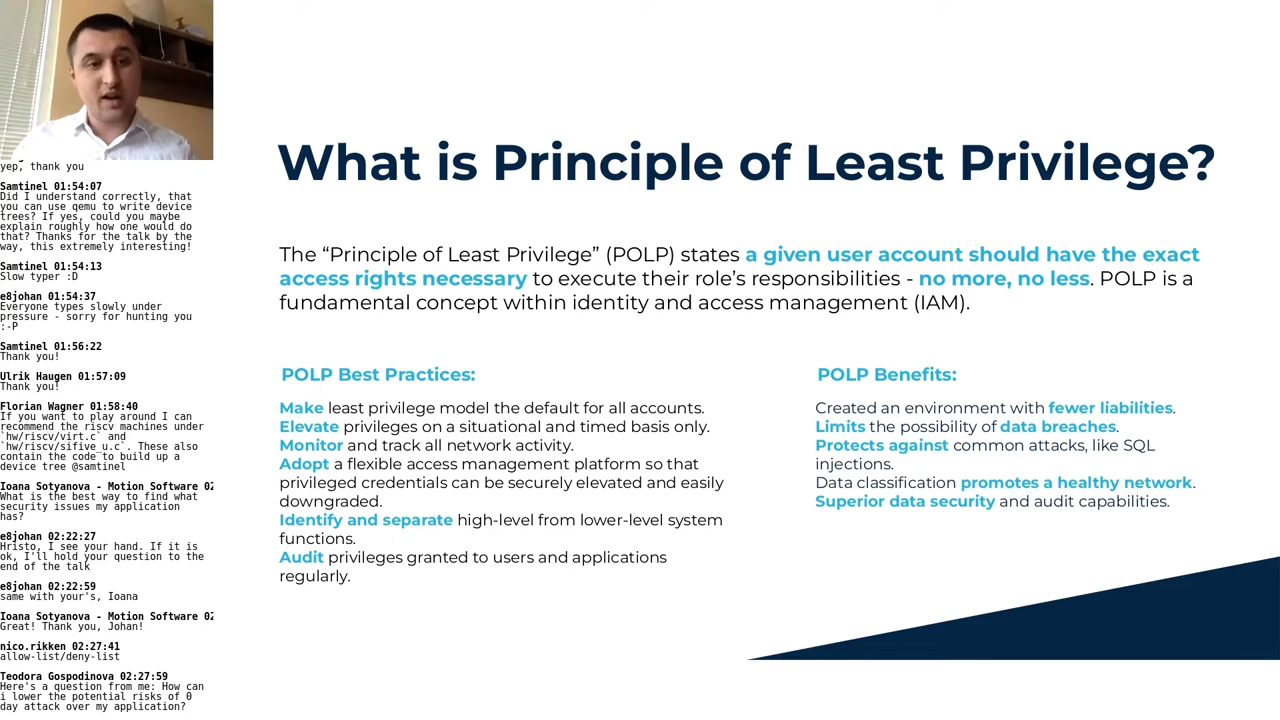 yep, thank you
Samtinel 01:54:07
Did I understand correctly, that
you can use qemu to write device
trees? If yes, could you maybe
explain roughly how one would do
that? Thanks for the talk by the
way, this extremely interesting!
Samtinel 01:54:13
Slow typer :D
e8johan 01:54:37
Everyone types slowly under
pressure - sorry for hunting you
:-P
Samtinel 01:56:22
Thank you!
Ulrik Haugen 01:57:09
Thank you!
Florian Wagner 01:58:40
If you want to play around I can
recommend the riscv machines under
`hw/riscv/virt.c` and
`hw/riscv/sifive_u.c`. These also
contain the code to build up a
device tree @samtinel
Ioana Sotyanova - Motion Software 02
What is the best way to find what
security issues my application
has?
e8johan 02:22:27
Hristo, I see your hand. If it is
ok, I'll hold your question to the
end of the talk
e8johan 02:22:59
same with your's, Ioana
Ioana Sotyanova - Motion Software 02
Great! Thank you, Johan!
nico.rikken 02:27:41
allow-list/deny-list
Teodora Gospodinova 02:27:59
Here's a question from me: How can
i lower the potential risks of 0
day attack over my application?
What is Principle of Least Privilege?
The “Principle of Least Privilege” (POLP) states a given user account should have the exact
access rights necessary to execute their role’s responsibilities - no more, no less. POLP is a
fundamental concept within identity and access management (IAM).
POLP Best Practices:
Make least privilege model the default for all accounts.
Elevate privileges on a situational and timed basis only.
Monitor and track all network activity.
Adopt a flexible access management platform so that
privileged credentials can be securely elevated and easily
downgraded.
Identify and separate high-level from lower-level system
functions.
Audit privileges granted to users and applications
regularly.
POLP Benefits:
Created an environment with fewer liabilities.
Limits the possibility of data breaches.
Protects against common attacks, like SQL
injections.
Data classification promotes a healthy network.
Superior data security and audit capabilities.